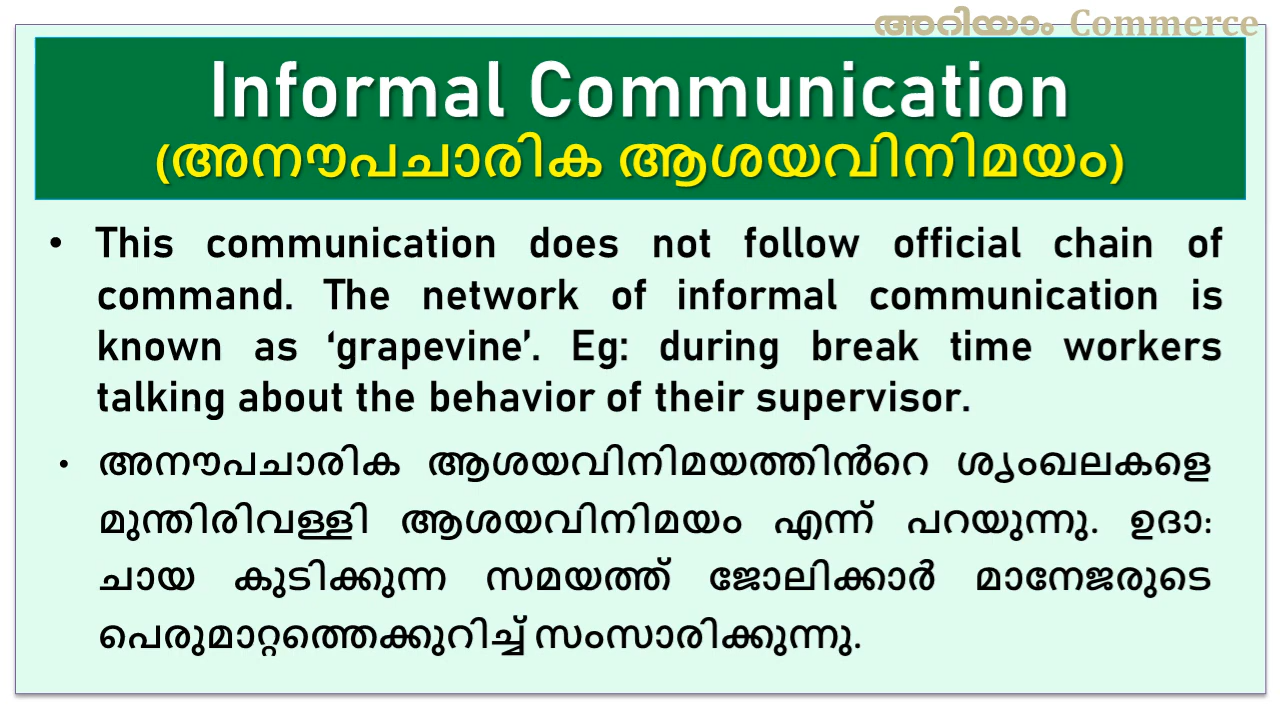 അറിയാം Commerce
Informal Communication
(അനൗപചാരിക ആശയവിനിമയം)
• This communication does not follow official chain of
command. The network of informal communication is
known as ‘grapevine’. Eg: during break time workers
talking about the behavior of their supervisor.
• അനൗപചാരിക ആശയവിനിമയത്തിൻറെ ശൃംഖലകളെ
മുന്തിരിവള്ളി ആശയവിനിമയം എന്ന് പറയുന്നു. ഉദാ:
ചായ കുടിക്കുന്ന സമയത്ത് ജോലിക്കാർ മാനേജരുടെ
പെരുമാറ്റത്തെക്കുറിച്ച് സംസാരിക്കുന്നു.